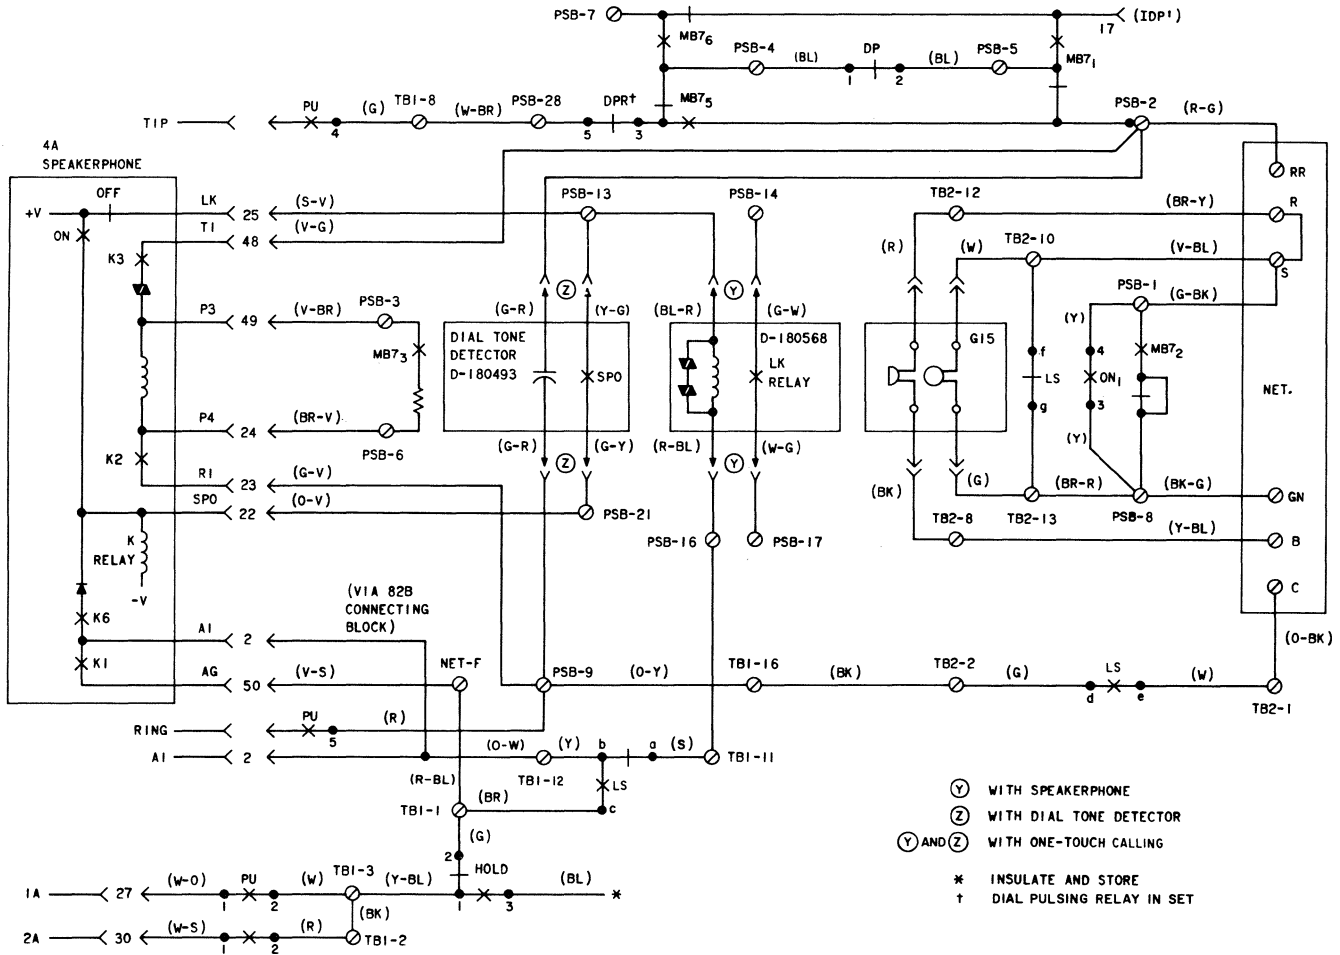 PSB-7
17
(IDP')
MB7₆
PSB-4
(BL)
DP
(BL)
PSB-5
MB7₁
1
2
MB7₅
PSB-2
(R-G)
TIP
PU
(G)
TB1-8
(W-BR)
PSB-28
DPR†
4
5
3
4A
SPEAKERPHONE
RR
OFF
+V
ON
LK
25
(S-V)
PSB-13
PSB-14
TB2-12
(BR-Y)
R
T1
48
(V-G)
(R)
(W)
TB2-10
(V-BL)
S
K3
Z
Y
PSB-1
(G-BK)
P3
49
(V-BR)
PSB-3
(G-R)
(Y-G)
(BL-R)
(G-W)
(Y)
MB7₃
DIAL TONE
DETECTOR
D-180493
SPO
D-180568
LK
RELAY
G15
f
LS
g
4
ON₁
3
MB7₂
NET.
P4
24
(BR-V)
PSB-6
(G-R)
(G-Y)
(R-BL)
(W-G)
(Y)
K2
Z
Y
R1
23
(G-V)
(BK)
(G)
(BR-R)
(BK-G)
GN
SPO
22
(O-V)
PSB-21
TB2-8
TB2-13
PSB-8
K
RELAY
-V
PSB-16
PSB-17
(Y-BL)
B
(VIA 82B
CONNECTING
BLOCK)
C
K6
A1
2
(O-BK)
K1
AG
50
(V-S)
NET-F
PSB-9
(O-Y)
TB1-16
(BK)
TB2-2
(G)
LS
(W)
d
e
TB2-1
RING
PU
(R)
5
A1
2
(O-W)
(Y)
b
a
(S)
TB1-11
(R-BL)
TB1-12
LS
TB1-1
(BR)
c
(G)
2
HOLD
1A
27
(W-O)
PU
(W)
TB1-3
(Y-BL)
(BL)
*
1
2
1
3
(BK)
2A
30
(W-S)
(R)
TB1-2
1
2
Y WITH SPEAKERPHONE
Z WITH DIAL TONE DETECTOR
Y AND Z WITH ONE-TOUCH CALLING
* INSULATE AND STORE
† DIAL PULSING RELAY IN SET